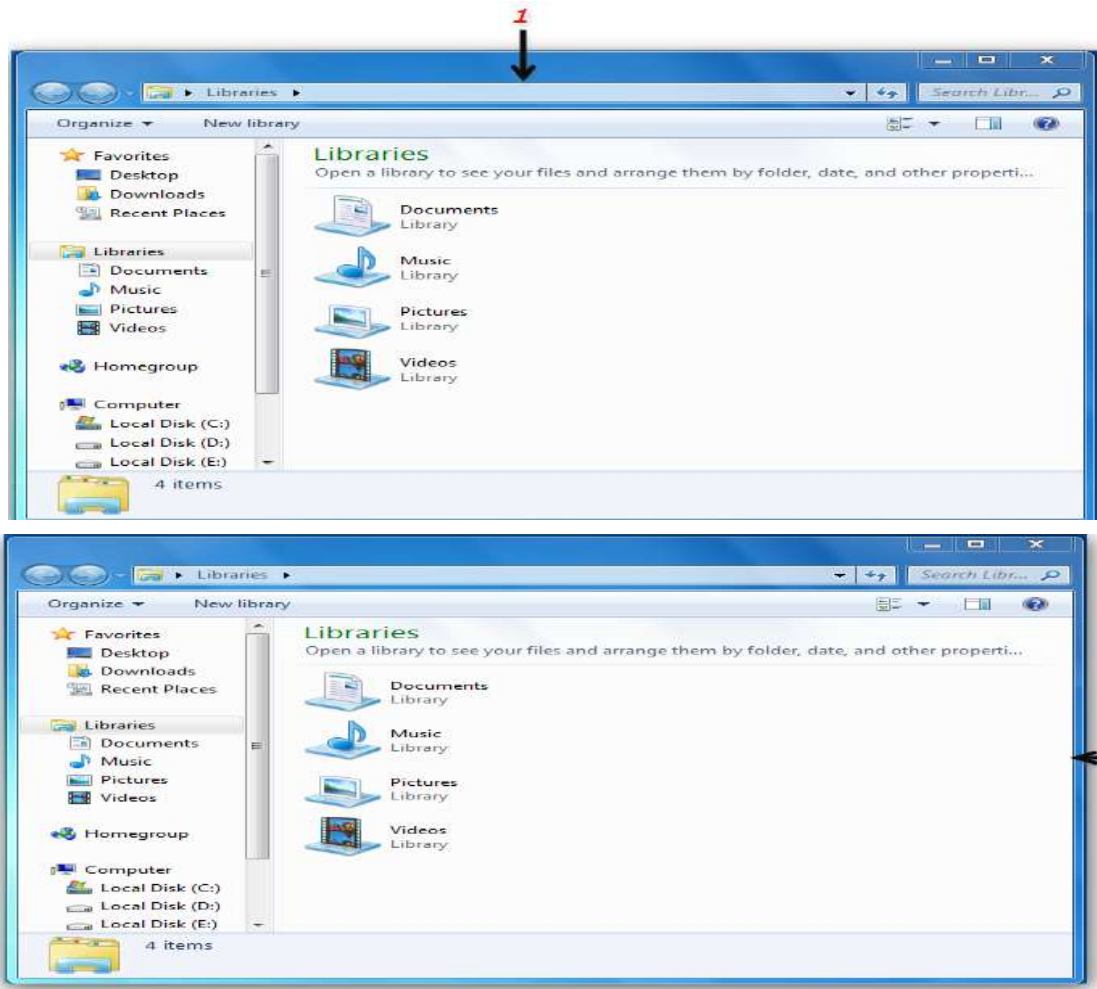 1
Libraries
Search Libr...
Organize New library
Favorites
Desktop
Downloads
Recent Places
Libraries
Documents
Music
Pictures
Videos
Homegroup
Computer
Local Disk (C:)
Local Disk (D:)
Local Disk (E:)
Libraries
Open a library to see your files and arrange them by folder, date, and other properti...
Documents
Library
Music
Library
Pictures
Library
Videos
Library
4 items
Libraries
Search Libr...
Organize New library
Favorites
Desktop
Downloads
Recent Places
Libraries
Documents
Music
Pictures
Videos
Homegroup
Computer
Local Disk (C:)
Local Disk (D:)
Local Disk (E:)
Libraries
Open a library to see your files and arrange them by folder, date, and other properti...
Documents
Library
Music
Library
Pictures
Library
Videos
Library
4 items